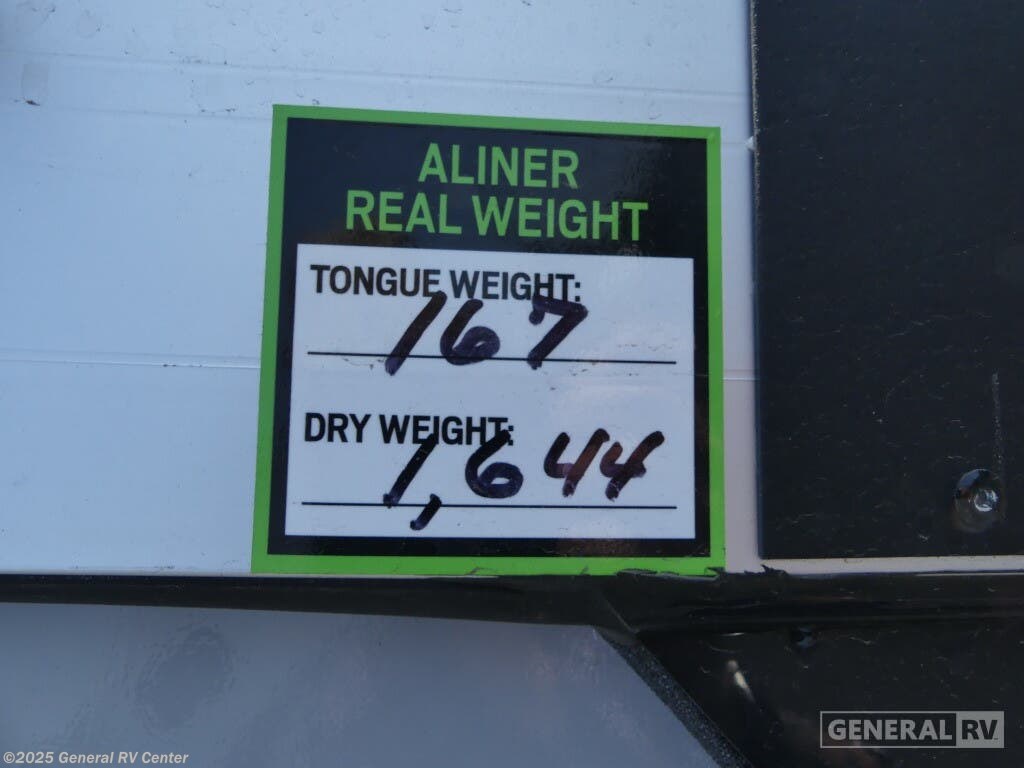 ALINER
REAL WEIGHT
TONGUE WEIGHT:
167
DRY WEIGHT:
1,644
GENERAL RV
©2025 General RV Center